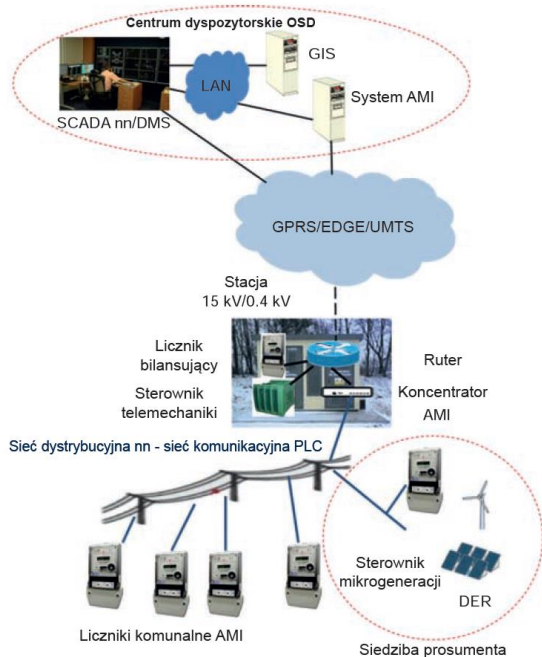 Centrum dyspozytorskie OSD
GIS
LAN
System AMI
SCADA nn/DMS
GPRS/EDGE/UMTS
Stacja
15 kV/0.4 kV
Licznik
bilansujący
Ruter
Sterownik
telemechaniki
Koncentrator
AMI
Sieć dystrybucyjna nn - sieć komunikacyjna PLC
Sterownik
mikrogeneracji
DER
Liczniki komunalne AMI
Siedziba prosumenta